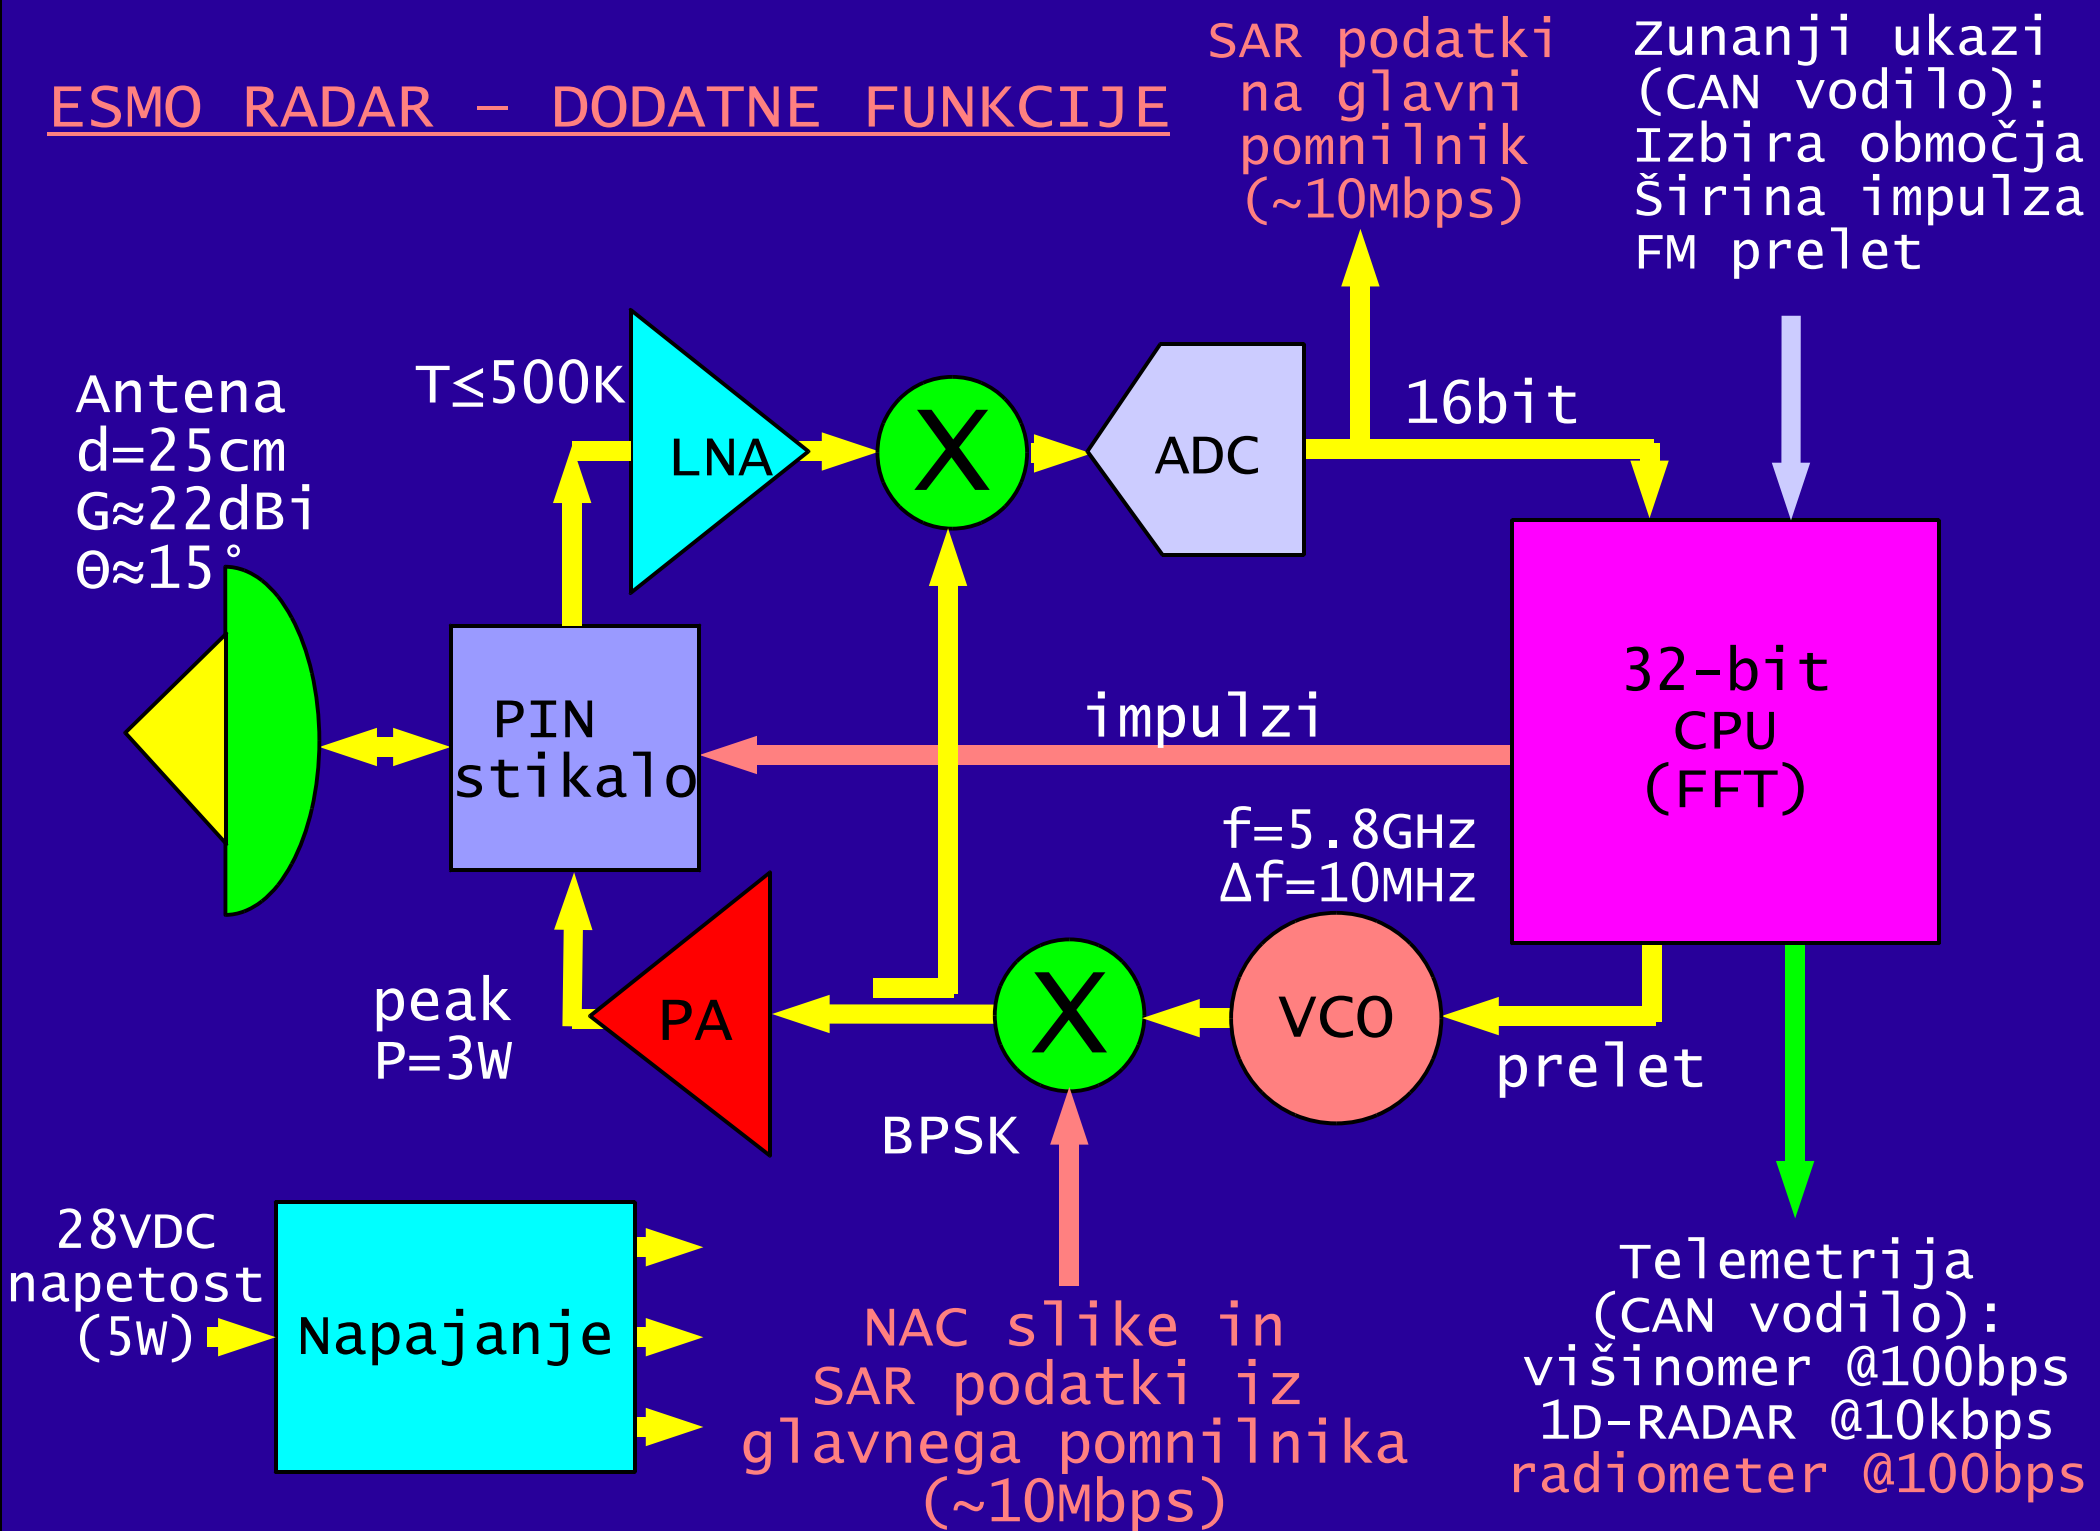 ESMO RADAR – DODATNE FUNKCIJE
SAR podatki
na glavni
pomnilnik
(~10Mbps)
Zunanji ukazi
(CAN vodilo):
Izbira območja
Širina impulza
FM prelet
Antena
d=25cm
G≈22dBi
Θ≈15°
T≤500K
LNA
X
ADC
16bit
PIN
stikalo
impulzi
32-bit
CPU
(FFT)
f=5.8GHz
Δf=10MHz
peak
P=3W
PA
X
VCO
prelet
BPSK
28VDC
napetost
(5W)
Napajanje
NAC slike in
SAR podatki iz
glavnega pomnilnika
(~10Mbps)
Telemetrija
(CAN vodilo):
višinomer @100bps
1D-RADAR @10kbps
radiometer @100bps